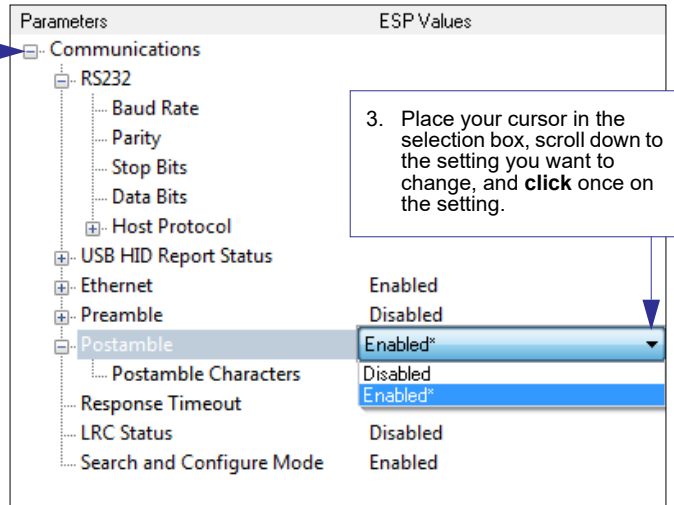 Parameters ESP Values
Communications
RS232
Baud Rate
Parity
Stop Bits
Data Bits
Host Protocol
3. Place your cursor in the
selection box, scroll down to
the setting you want to
change, and click once on
the setting.
USB HID Report Status
Ethernet Enabled
Preamble Disabled
Postamble Enabled*
Postamble Characters Disabled
Enabled*
Response Timeout
LRC Status Disabled
Search and Configure Mode Enabled